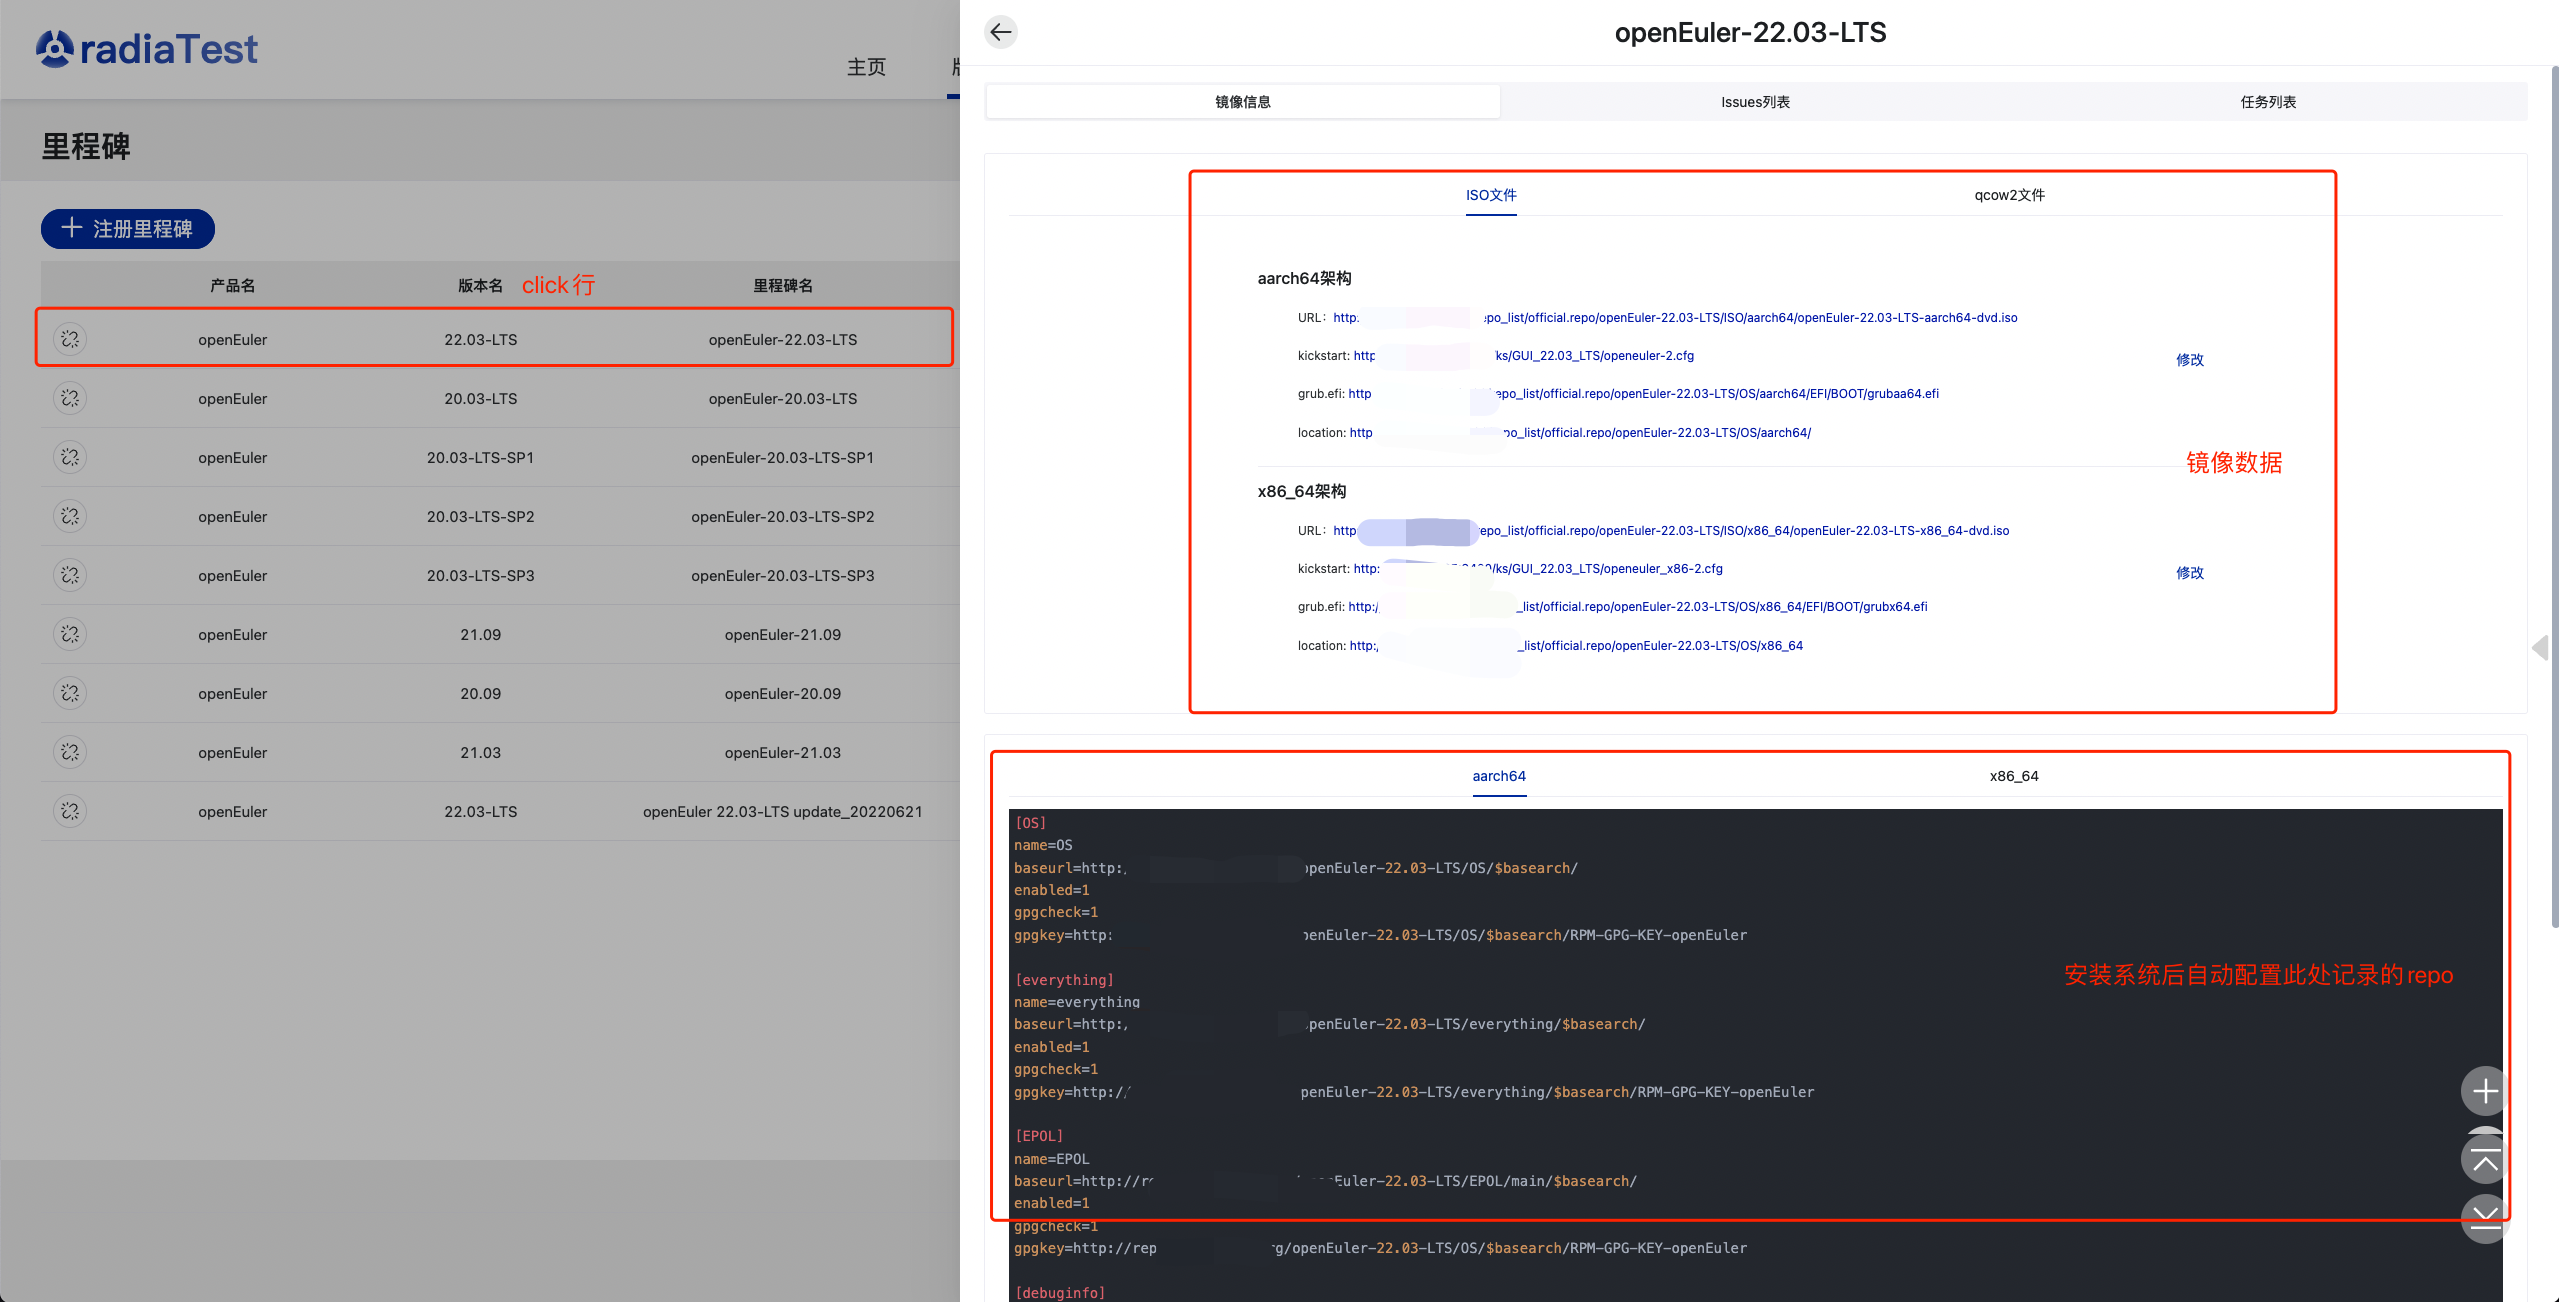 radiaTest
主页
里程碑
注册里程碑
产品名 版本名 click行 里程碑名
openEuler 22.03-LTS openEuler-22.03-LTS
openEuler 20.03-LTS openEuler-20.03-LTS
openEuler 20.03-LTS-SP1 openEuler-20.03-LTS-SP1
openEuler 20.03-LTS-SP2 openEuler-20.03-LTS-SP2
openEuler 20.03-LTS-SP3 openEuler-20.03-LTS-SP3
openEuler 21.09 openEuler-21.09
openEuler 20.09 openEuler-20.09
openEuler 21.03 openEuler-21.03
openEuler 22.03-LTS openEuler 22.03-LTS update_20220621
openEuler-22.03-LTS
镜像信息 Issues列表 任务列表
ISO文件 qcow2文件
aarch64架构
URL: http epo_list/official.repo/openEuler-22.03-LTS/ISO/aarch64/openEuler-22.03-LTS-aarch64-dvd.iso
kickstart: http /ks/GUI_22.03_LTS/openeuler-2.cfg
修改
grub.efi: http epo_list/official.repo/openEuler-22.03-LTS/OS/aarch64/EFI/BOOT/grubaa64.efi
location: http po_list/official.repo/openEuler-22.03-LTS/OS/aarch64/
镜像数据
x86_64架构
URL: http repo_list/official.repo/openEuler-22.03-LTS/ISO/x86_64/openEuler-22.03-LTS-x86_64-dvd.iso
kickstart: http: /ks/GUI_22.03_LTS/openeuler_x86-2.cfg
修改
grub.efi: http:/ _list/official.repo/openEuler-22.03-LTS/OS/x86_64/EFI/BOOT/grubx64.efi
location: http: _list/official.repo/openEuler-22.03-LTS/OS/x86_64
aarch64 x86_64
[OS]
name=OS
baseurl=http: openEuler-22.03-LTS/OS/$basearch/
enabled=1
gpgcheck=1
gpgkey=http: penEuler-22.03-LTS/OS/$basearch/RPM-GPG-KEY-openEuler
[everything]
name=everything
baseurl=http: penEuler-22.03-LTS/everything/$basearch/
enabled=1
gpgcheck=1
gpgkey=http:// penEuler-22.03-LTS/everything/$basearch/RPM-GPG-KEY-openEuler
安装系统后自动配置此处记录的repo
[EPOL]
name=EPOL
baseurl=http://re Euler-22.03-LTS/EPOL/main/$basearch/
enabled=1
gpgcheck=1
gpgkey=http://rep g/openEuler-22.03-LTS/OS/$basearch/RPM-GPG-KEY-openEuler
[debuginfo]